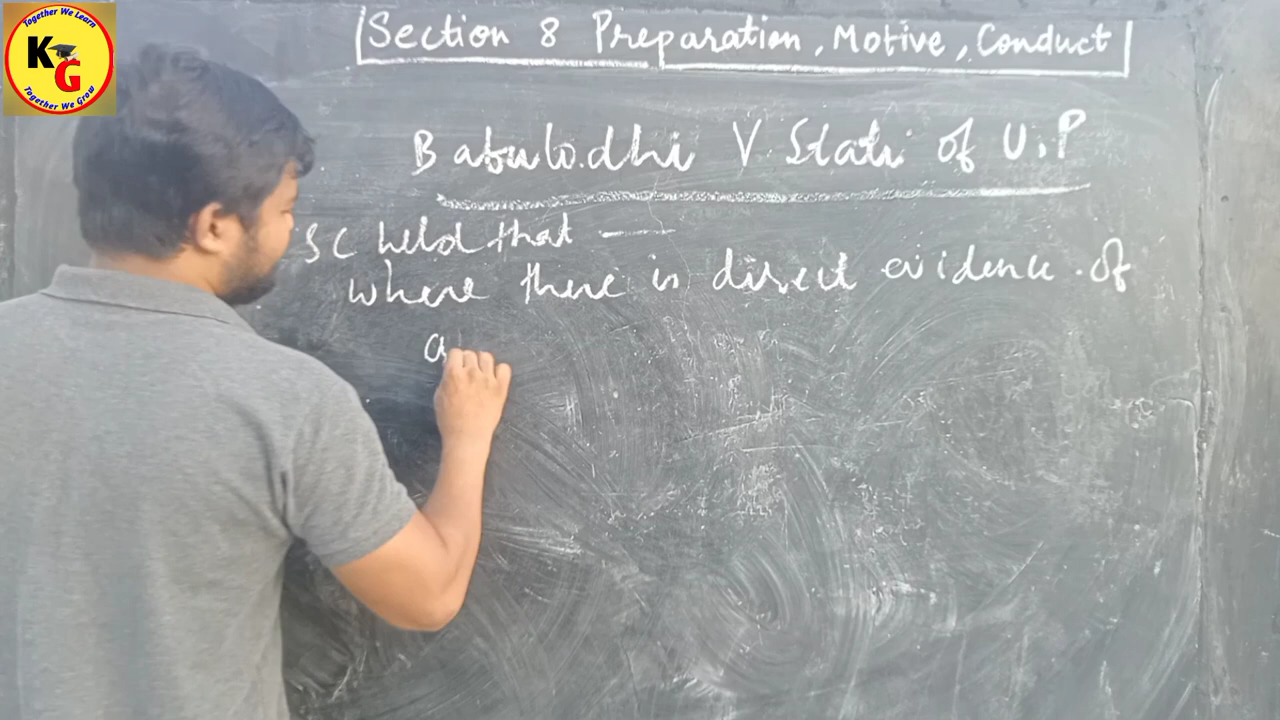 Together We Learn
KG
Together We Grow
Section 8 Preparation, Motive, Conduct
Babulodhi V State of U.P
SC held that —
where there is direct evidence of
a